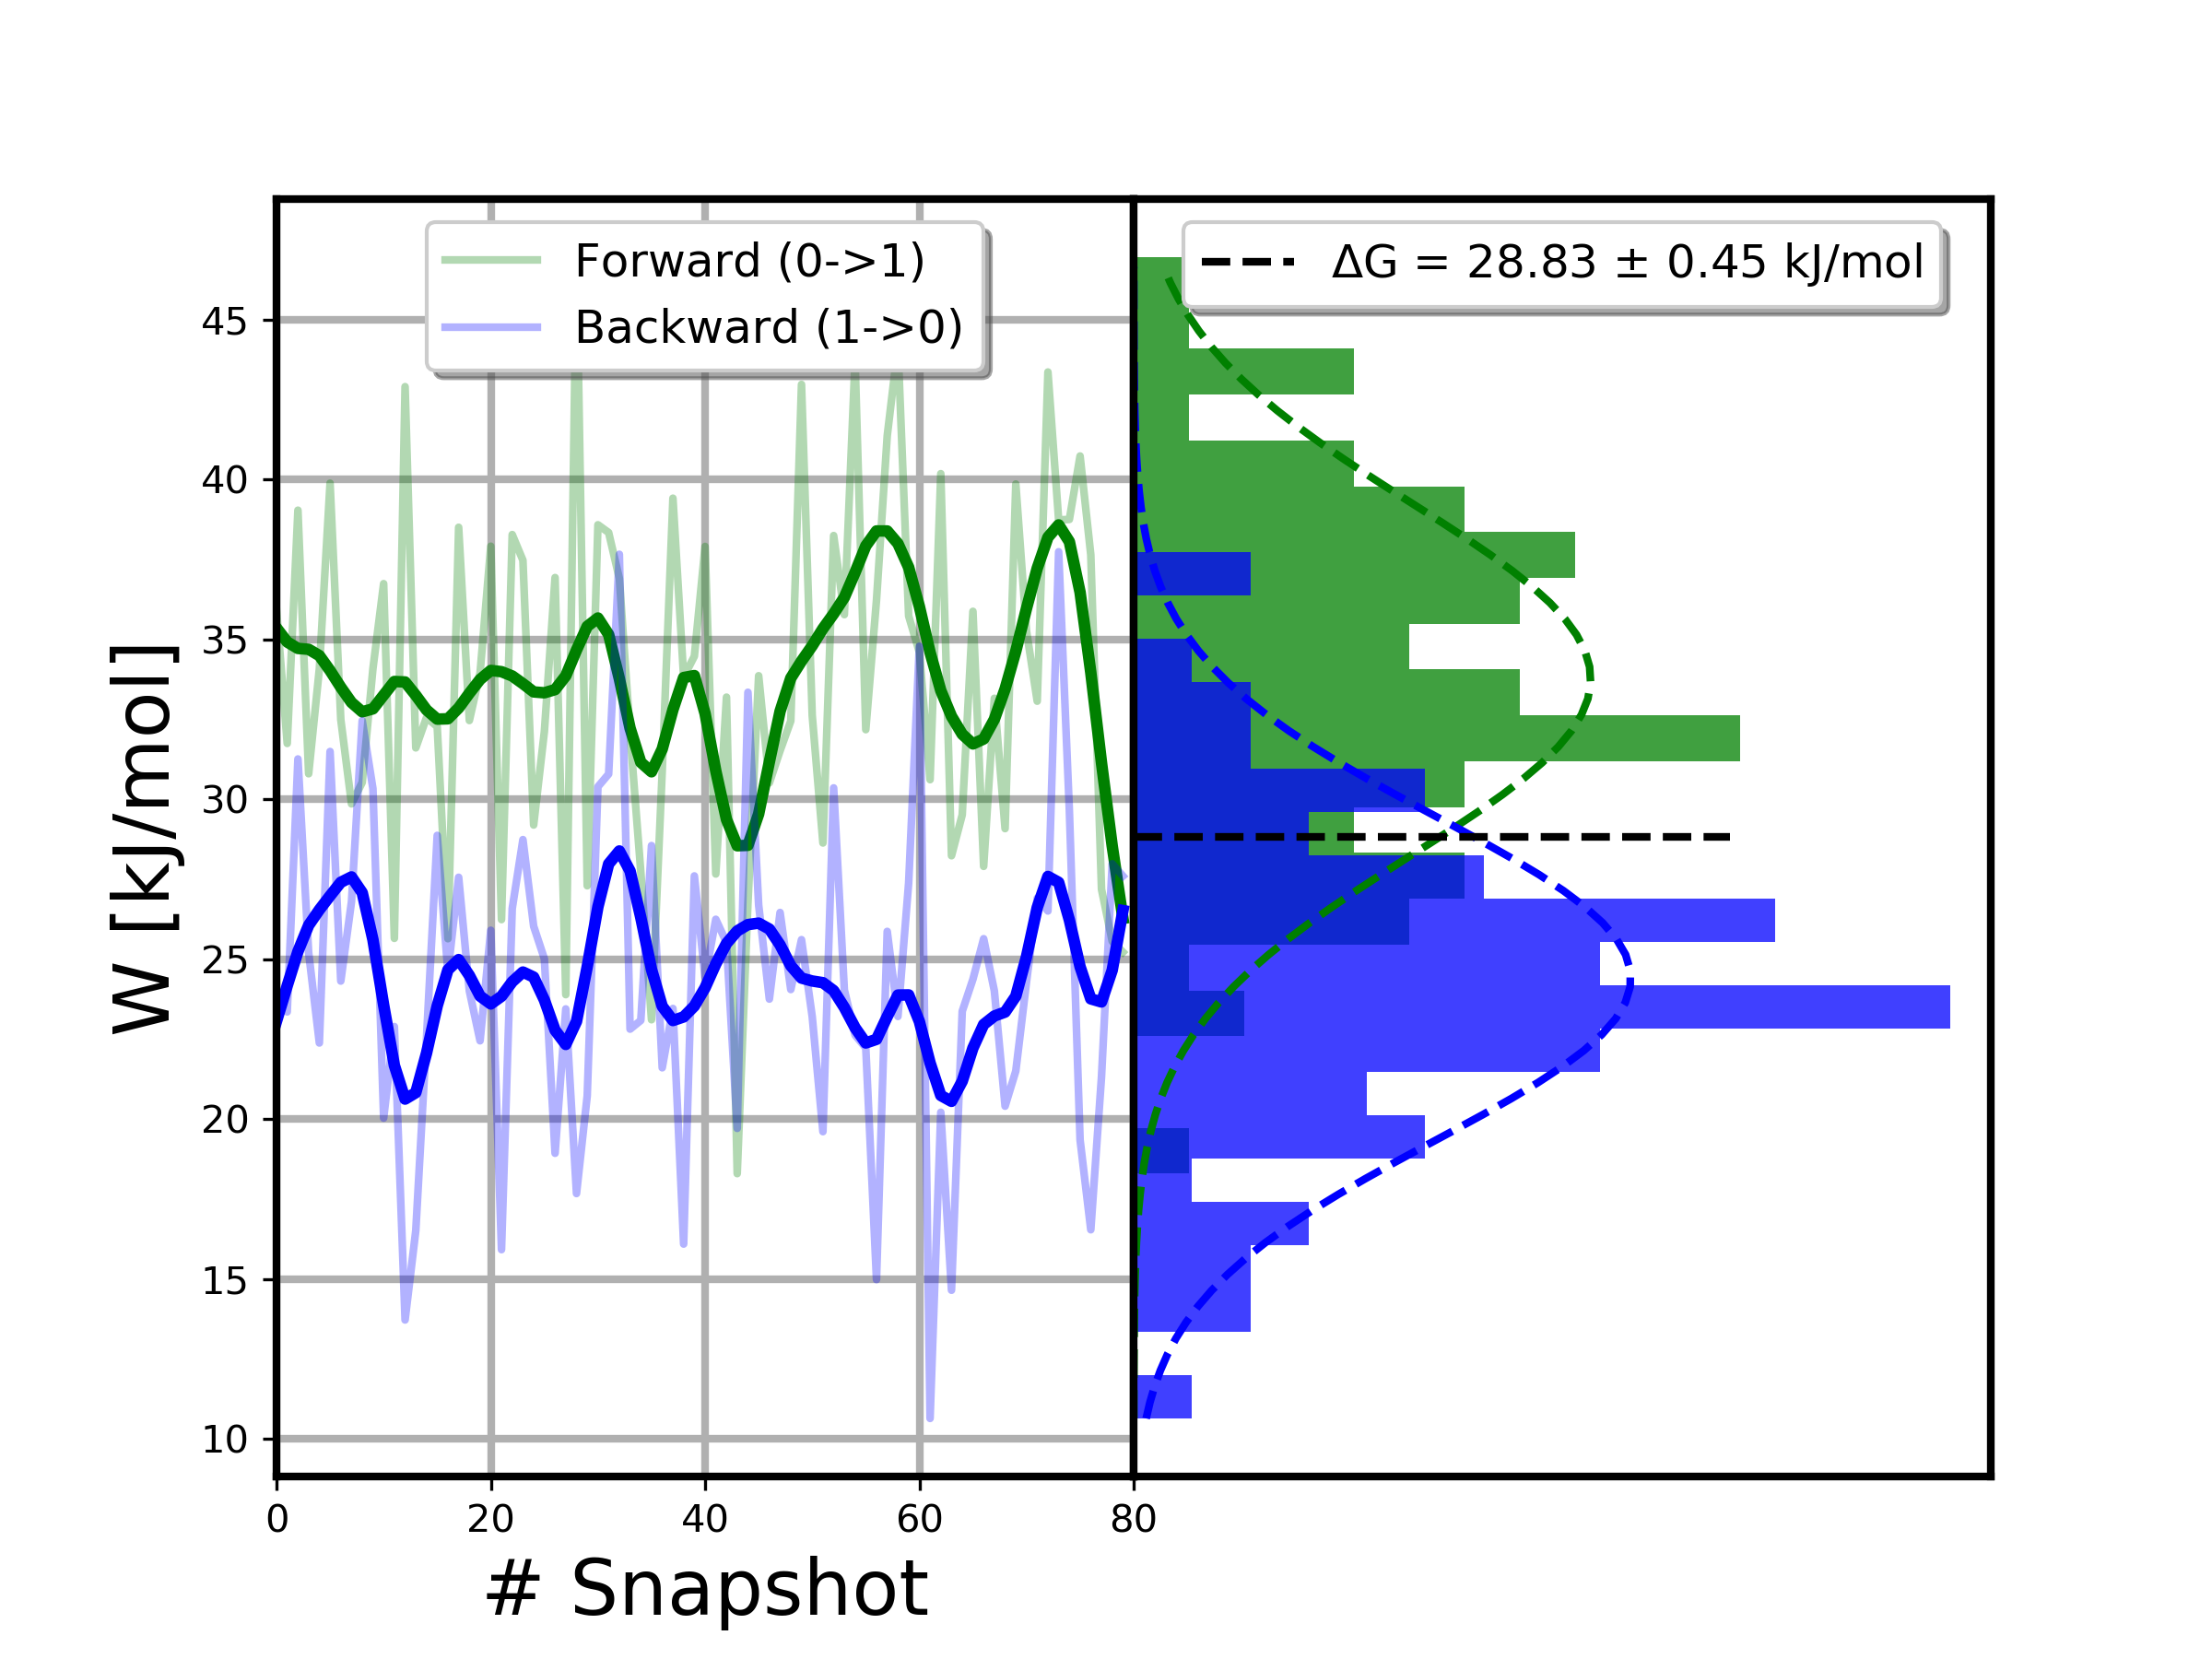 Forward (0->1)
Backward (1->0)
ΔG = 28.83 ± 0.45 kJ/mol
W [kJ/mol]
45
40
35
30
25
20
15
10
0 20 40 60 80
# Snapshot